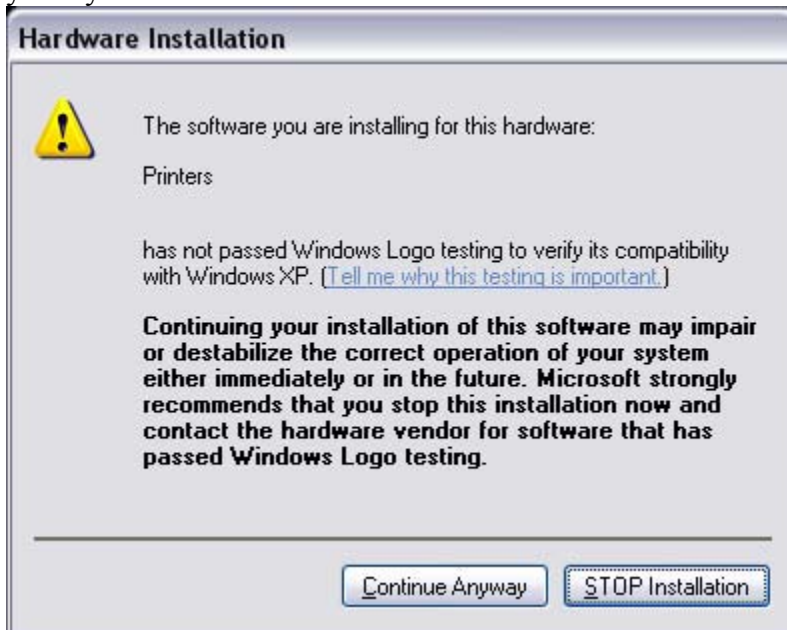 Hardware Installation
The software you are installing for this hardware:
Printers
has not passed Windows Logo testing to verify its compatibility
with Windows XP. (Tell me why this testing is important.)
Continuing your installation of this software may impair
or destabilize the correct operation of your system
either immediately or in the future. Microsoft strongly
recommends that you stop this installation now and
contact the hardware vendor for software that has
passed Windows Logo testing.
Continue Anyway
STOP Installation